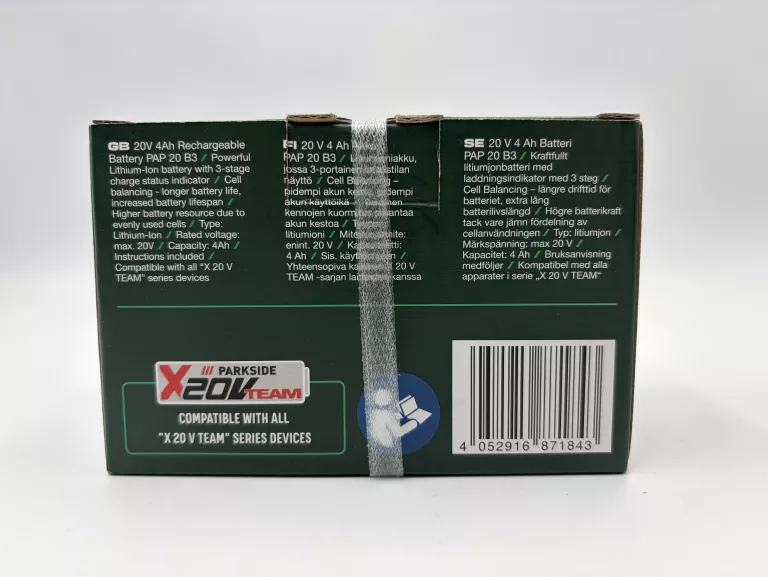 GB 20V 4Ah Rechargeable
Battery PAP 20 B3 / Powerful
Lithium-Ion battery with 3-stage
charge status indicator / Cell
balancing - longer battery life,
increased battery lifespan /
Higher battery resource due to
evenly used cells / Type:
Lithium-Ion / Rated voltage:
max. 20V / Capacity: 4Ah /
Instructions included /
Compatible with all "X 20 V
TEAM" series devices
FI 20 V 4 Ah
PAP 20 B3 /
jossa 3-portainen
näyttö / Cell
pidempi akun
akun käyttöikä /
kennojen
akun kestoa /
litiumioni /
enint. 20 V /
4 Ah / Sis.
Yhteensopiva 20 V
TEAM -sarjan
SE 20 V 4 Ah Batteri
PAP 20 B3 / Kraftfullt
litiumjonbatteri med
laddningsindikator med 3 steg /
Cell Balancing – längre drifttid för
batteriet, extra lång
batterilivslängd / Högre batterikraft
tack vare jämn fördelning av
cellanvändningen / Typ: litiumjon /
Märkspänning: max 20 V /
Kapacitet: 4 Ah / Bruksanvisning
medföljer / Kompatibel med alla
apparater i serie „X 20 V TEAM"
/// PARKSIDE
X20V TEAM
COMPATIBLE WITH ALL
"X 20 V TEAM" SERIES DEVICES
4 052916 871843